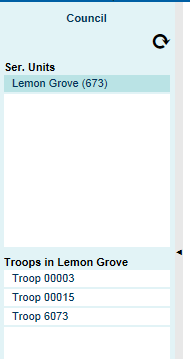 Council
Ser. Units
Lemon Grove (673)
Troops in Lemon Grove
Troop 00003
Troop 00015
Troop 6073